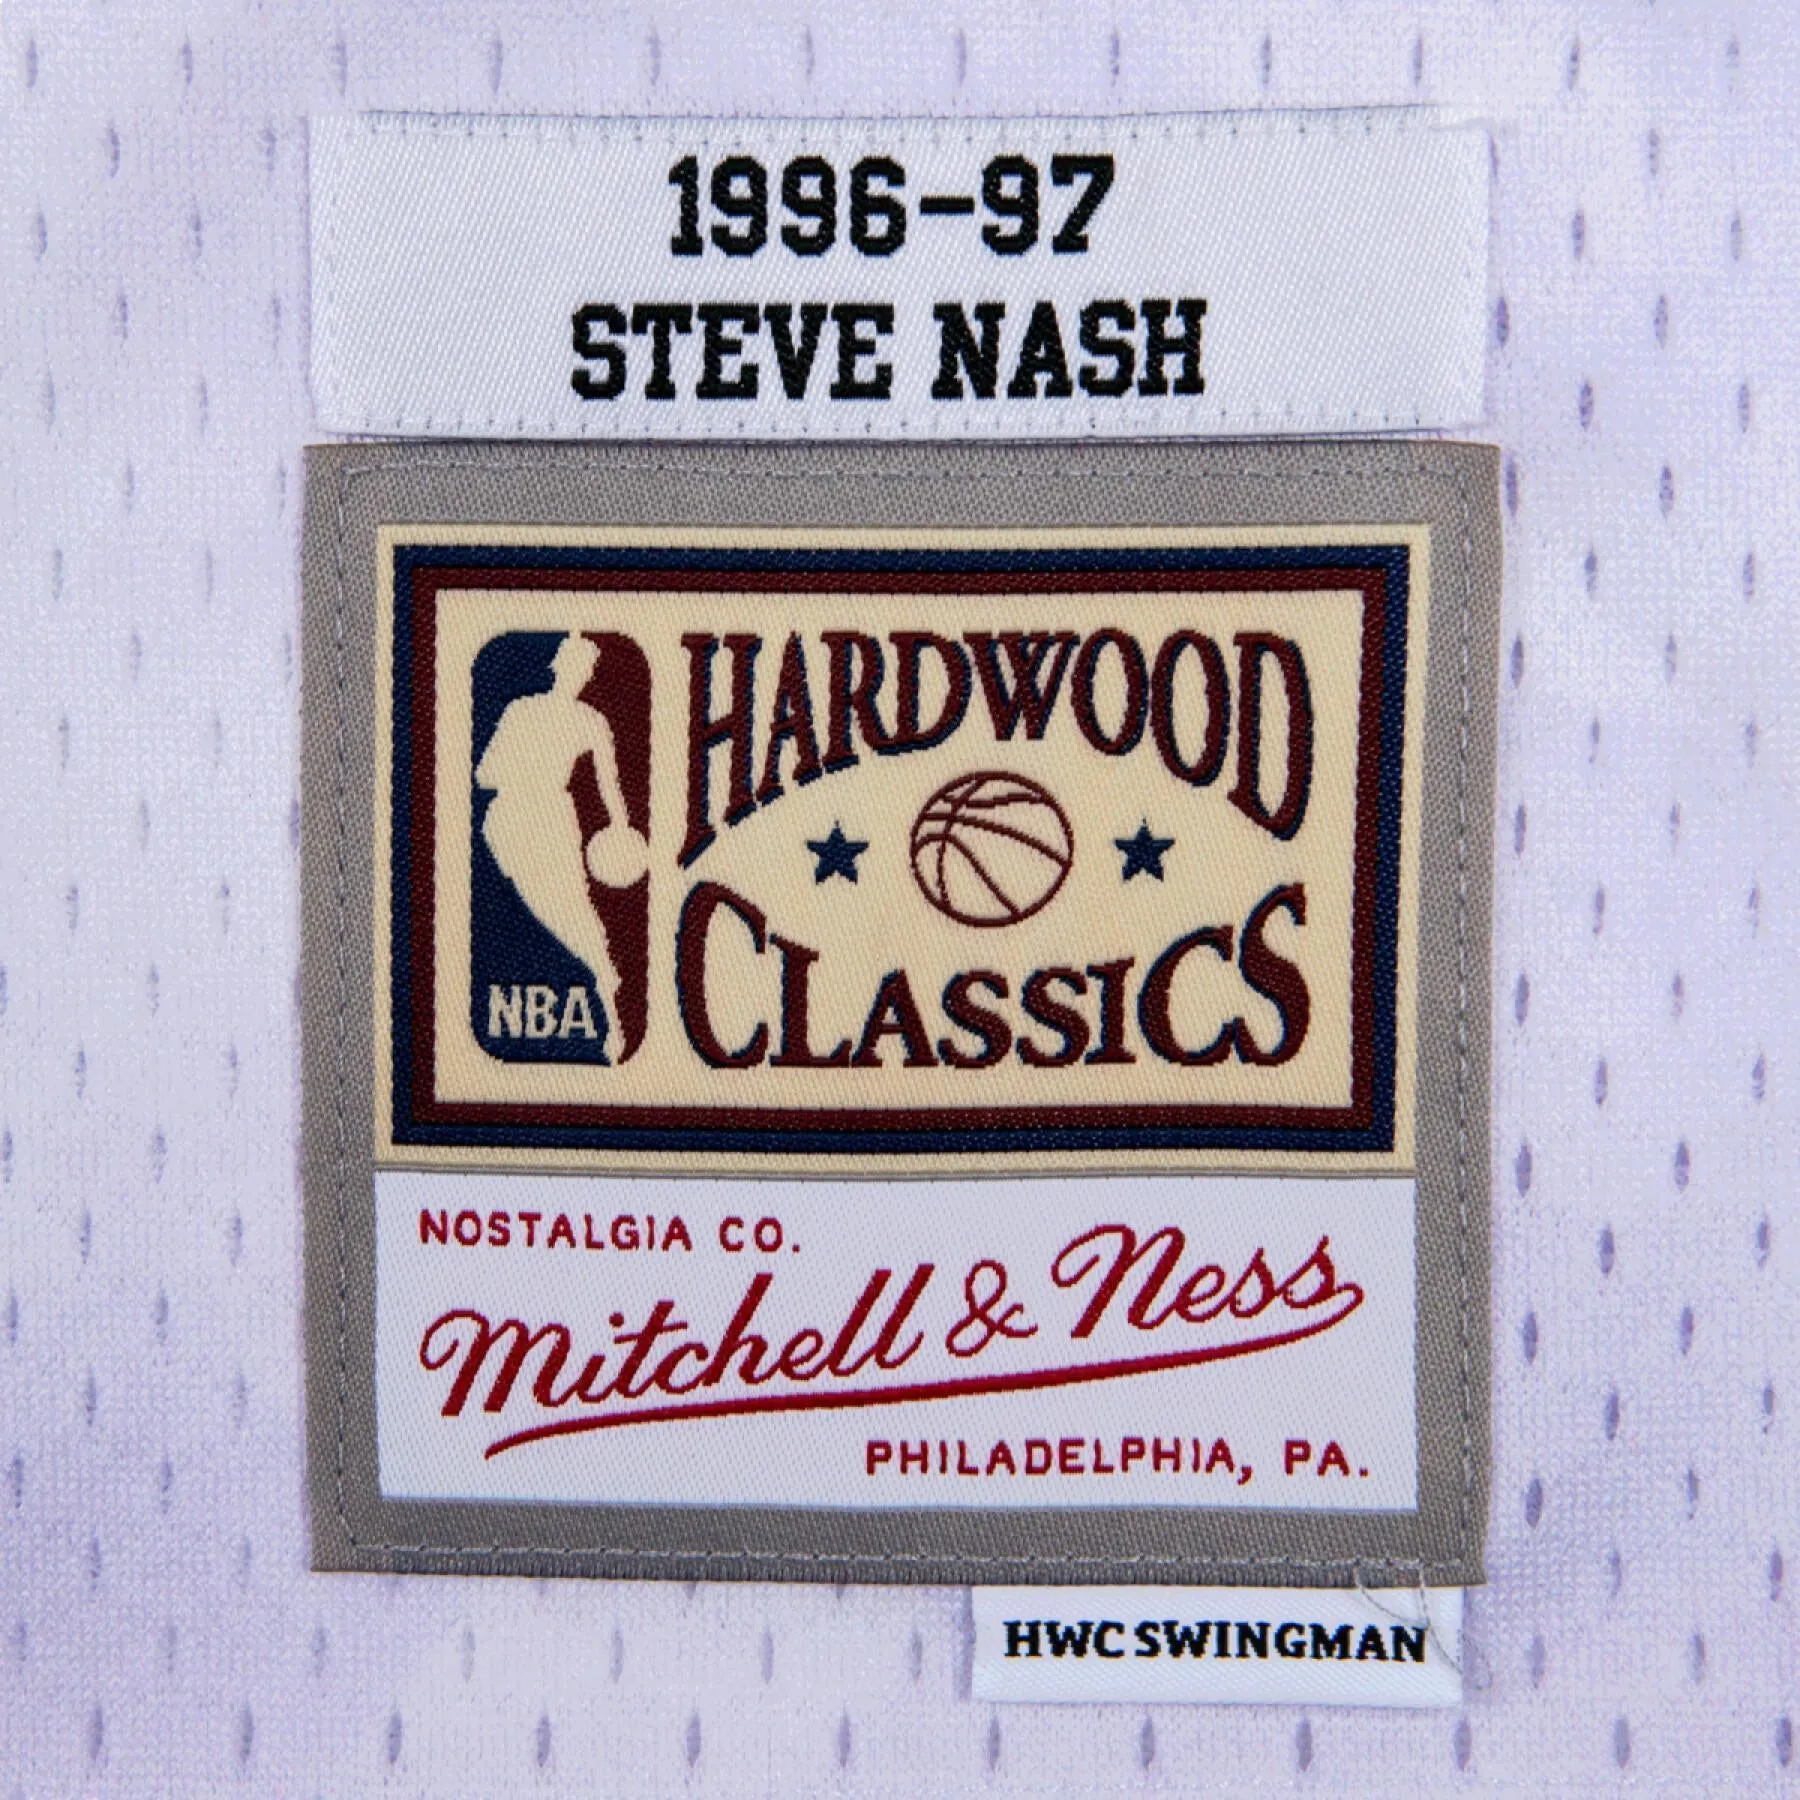 1996-97
STEVE NASH
HARDWOOD
CLASSICS
NBA
NOSTALGIA CO.
Mitchell & Ness
PHILADELPHIA, PA.
HWC SWINGMAN